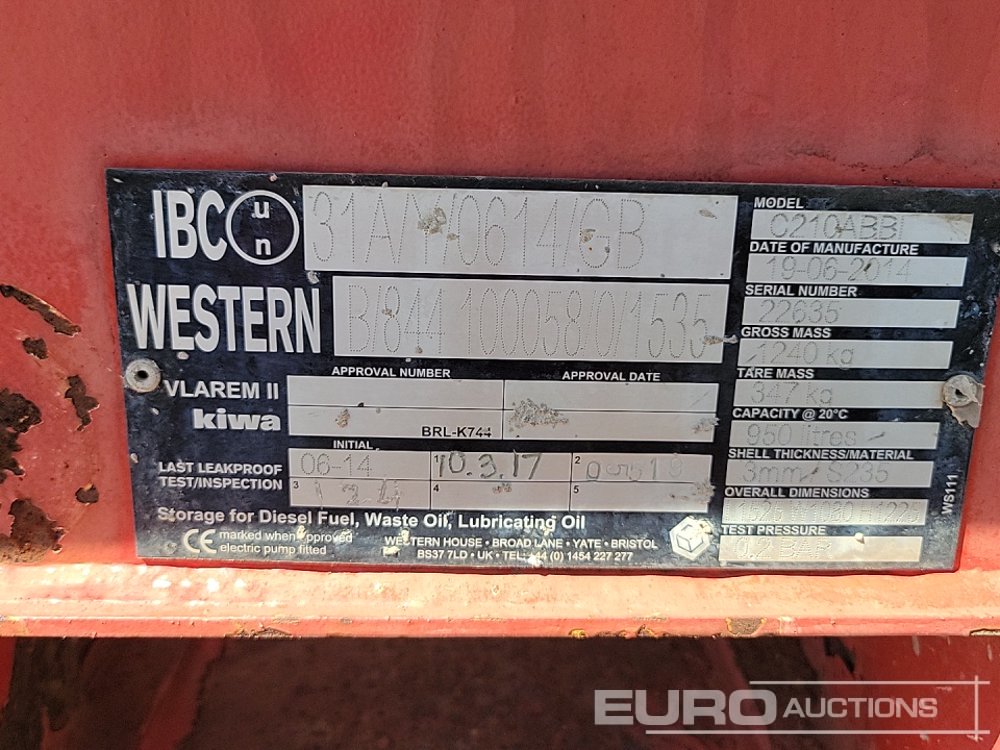 IBC un 31A/Y/0614/GB
WESTERN B/844 100058/0/1535
VLAREM II
kiwa
APPROVAL NUMBER APPROVAL DATE
BRL-K744
LAST LEAKPROOF
TEST/INSPECTION
INITIAL 06-14
1 10.3.17
2
3
4
5
Storage for Diesel Fuel, Waste Oil, Lubricating Oil
CE marked when approved
electric pump fitted
WESTERN HOUSE • BROAD LANE • YATE • BRISTOL
BS37 7LD • UK • TEL: +44 (0) 1454 227 277
MODEL
C210ABBI
DATE OF MANUFACTURE
19-06-2014
SERIAL NUMBER
22635
GROSS MASS
1240 kg
TARE MASS
347 kg
CAPACITY @ 20°C
950 litres
SHELL THICKNESS/MATERIAL
3mm / S235
OVERALL DIMENSIONS
TEST PRESSURE
0.2 BAR
WS111
EURO AUCTIONS